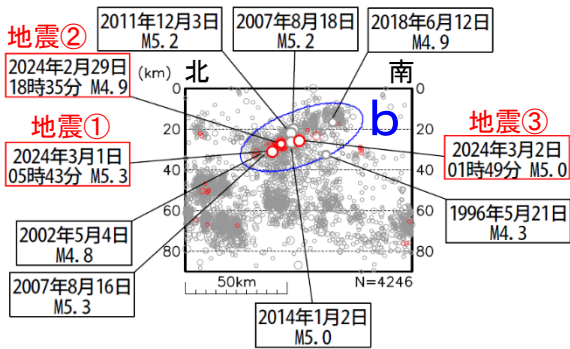 2011年12月3日
M5.2
2007年8月18日
M5.2
2018年6月12日
M4.9
地震②
2024年2月29日
18時35分 M4.9
(km)
北
南
0
20
40
60
80
0
20
40
60
80
b
地震①
2024年3月1日
05時43分 M5.3
地震③
2024年3月2日
01時49分 M5.0
2002年5月4日
M4.8
1996年5月21日
M4.3
2007年8月16日
M5.3
50km
N=4246
2014年1月2日
M5.0